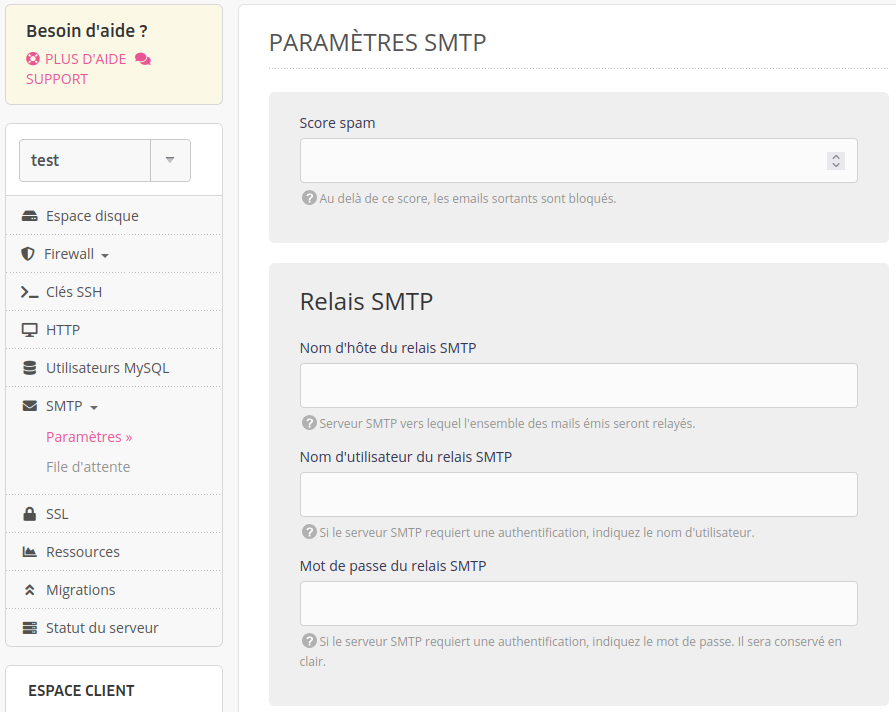 Besoin d'aide ?
PLUS D'AIDE
SUPPORT
test
Espace disque
Firewall
Clés SSH
HTTP
Utilisateurs MySQL
SMTP
Paramètres »
File d'attente
SSL
Ressources
Migrations
Statut du serveur
ESPACE CLIENT
PARAMÈTRES SMTP
Score spam
Au delà de ce score, les emails sortants sont bloqués.
Relais SMTP
Nom d'hôte du relais SMTP
Serveur SMTP vers lequel l'ensemble des mails émis seront relayés.
Nom d'utilisateur du relais SMTP
Si le serveur SMTP requiert une authentification, indiquez le nom d'utilisateur.
Mot de passe du relais SMTP
Si le serveur SMTP requiert une authentification, indiquez le mot de passe. Il sera conservé en
clair.